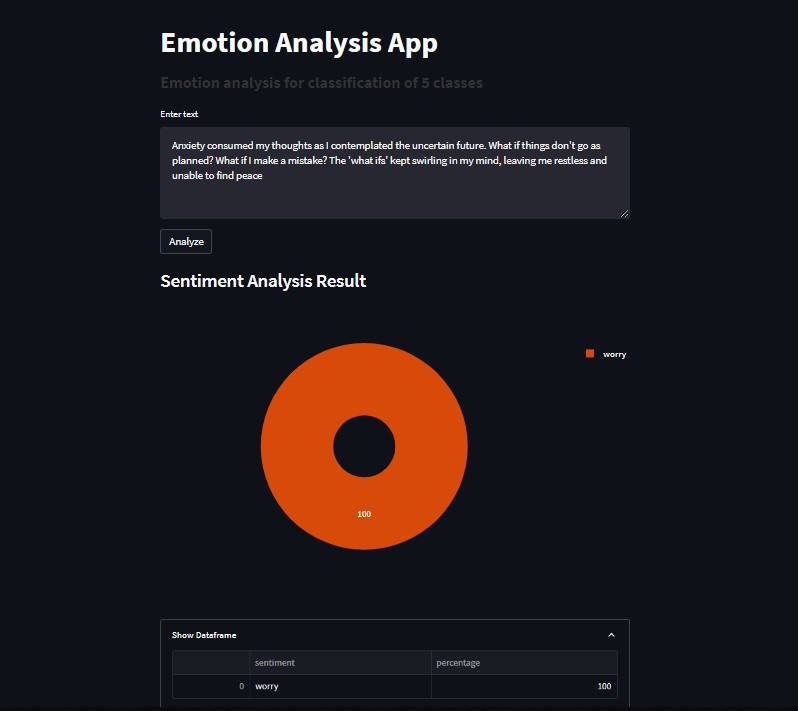 Emotion Analysis App
Emotion analysis for classification of 5 classes
Enter text
Anxiety consumed my thoughts as I contemplated the uncertain future. What if things don't go as
planned? What if I make a mistake? The 'what ifs' kept swirling in my mind, leaving me restless and
unable to find peace
Analyze
Sentiment Analysis Result
worry
100
Show Dataframe
sentiment percentage
0 worry 100